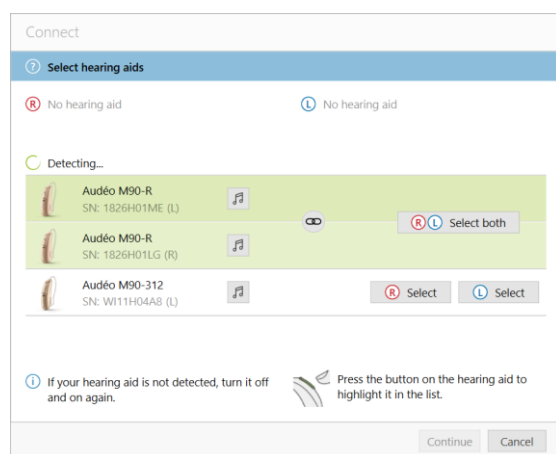 Connect
? Select hearing aids
R No hearing aid
L No hearing aid
Detecting...
Audéo M90-R
SN: 1826H01ME (L)
R L Select both
Audéo M90-R
SN: 1826H01LG (R)
Audéo M90-312
SN: WI11H04A8 (L)
R Select
L Select
i If your hearing aid is not detected, turn it off
and on again.
Press the button on the hearing aid to
highlight it in the list.
Continue
Cancel